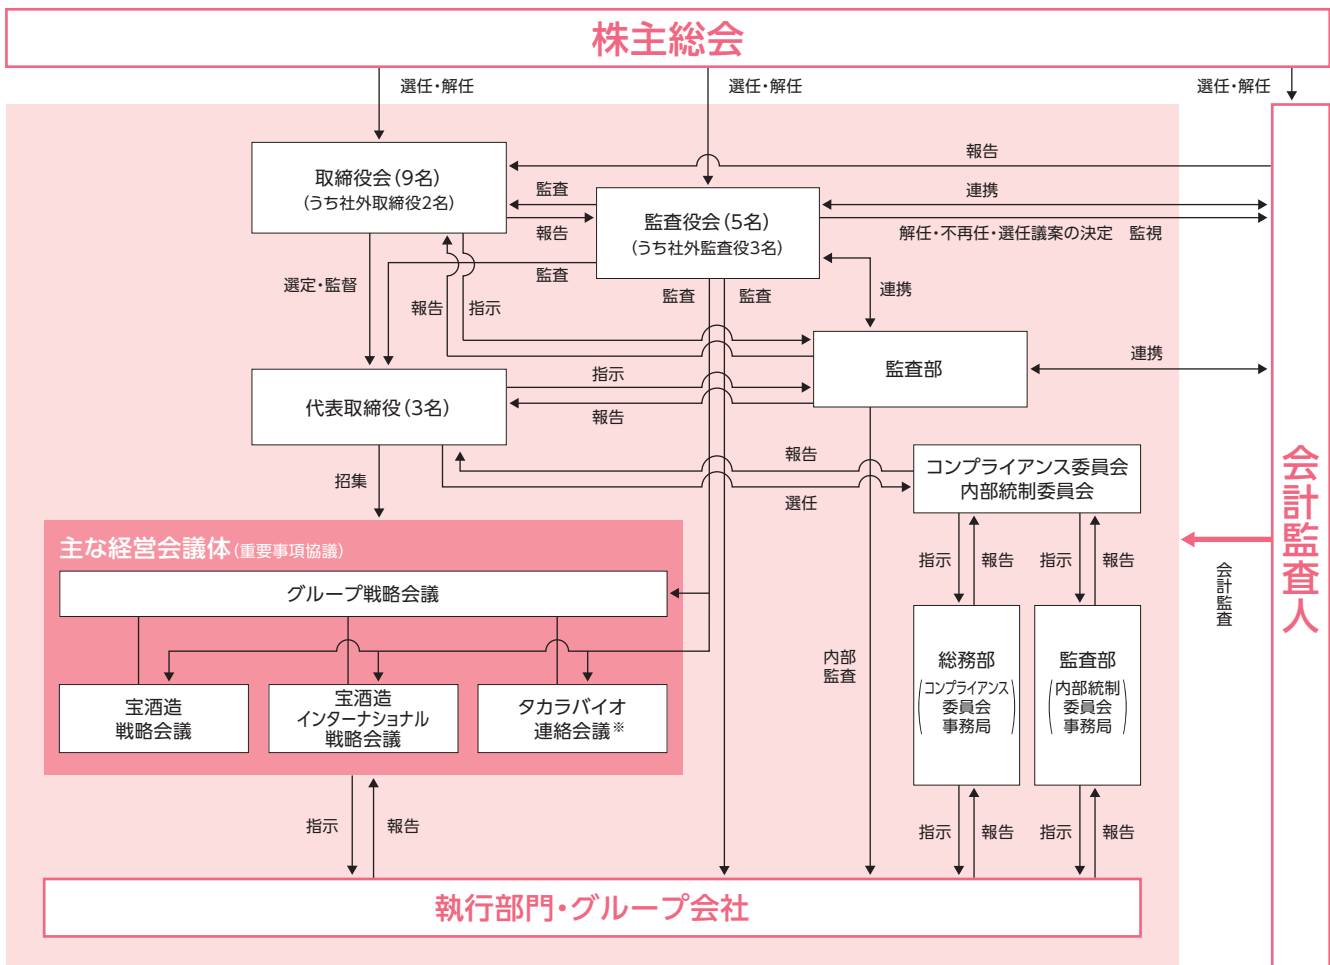 株主総会
選任・解任
選任・解任
選任・解任
取締役会(9名)
(うち社外取締役2名)
監査
報告
監査役会(5名)
(うち社外監査役3名)
報告
連携
解任・不再任・選任議案の決定　監視
選定・監督
報告
指示
監査
監査
監査
連携
監査部
連携
代表取締役(3名)
指示
報告
招集
報告
選任
コンプライアンス委員会
内部統制委員会
会計監査人
会計監査
主な経営会議体(重要事項協議)
グループ戦略会議
宝酒造
戦略会議
宝酒造
インターナショナル
戦略会議
タカラバイオ
連絡会議※
内部
監査
指示
報告
指示
報告
総務部
(コンプライアンス
委員会
事務局)
監査部
(内部統制
委員会
事務局)
指示
報告
指示
報告
指示
報告
執行部門・グループ会社